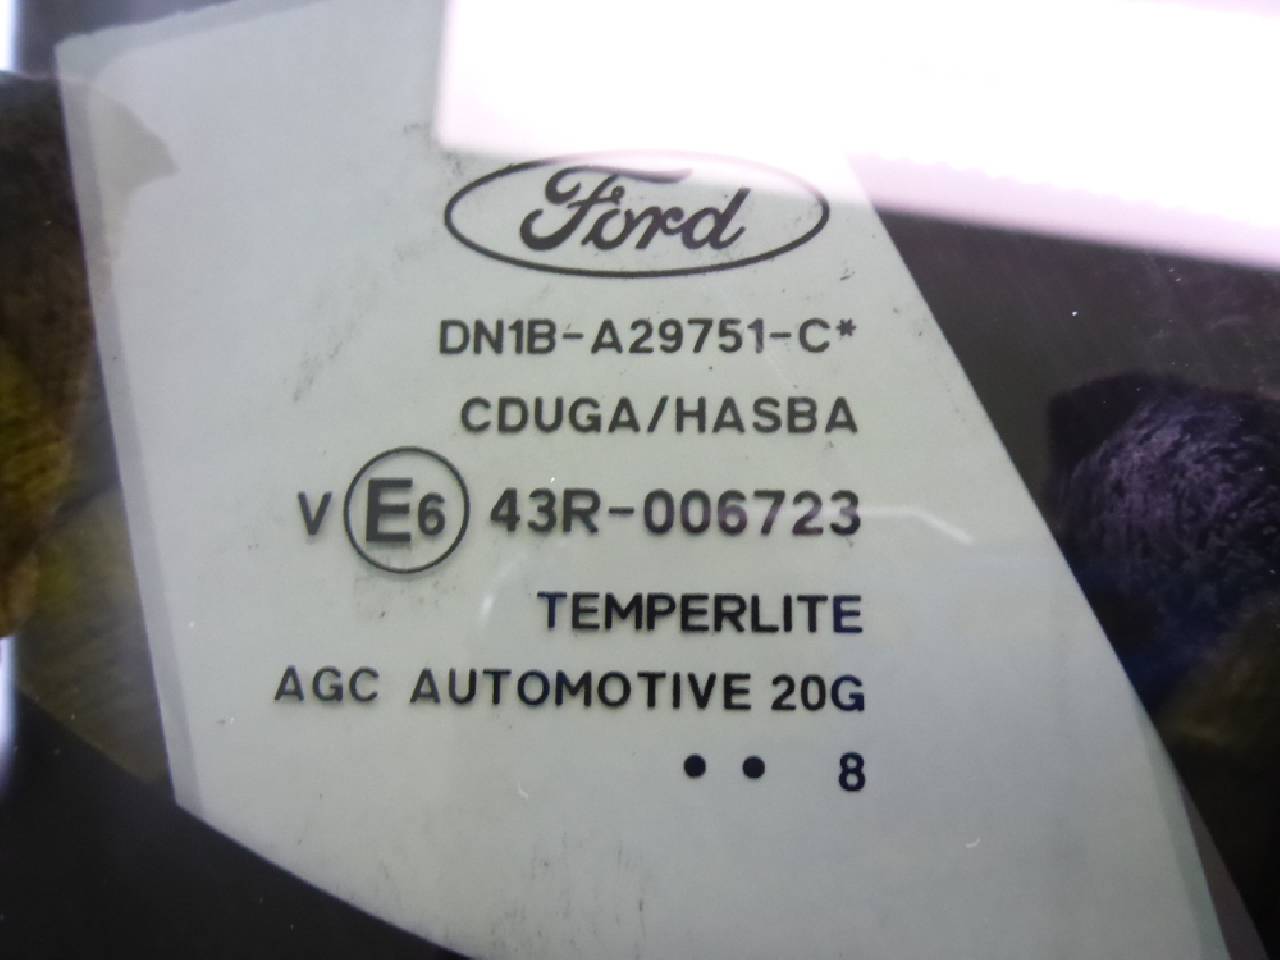 Ford
DN1B-A29751-C*
CDUGA/HASBA
V E6 43R-006723
TEMPERLITE
AGC AUTOMOTIVE 20G
• • 8